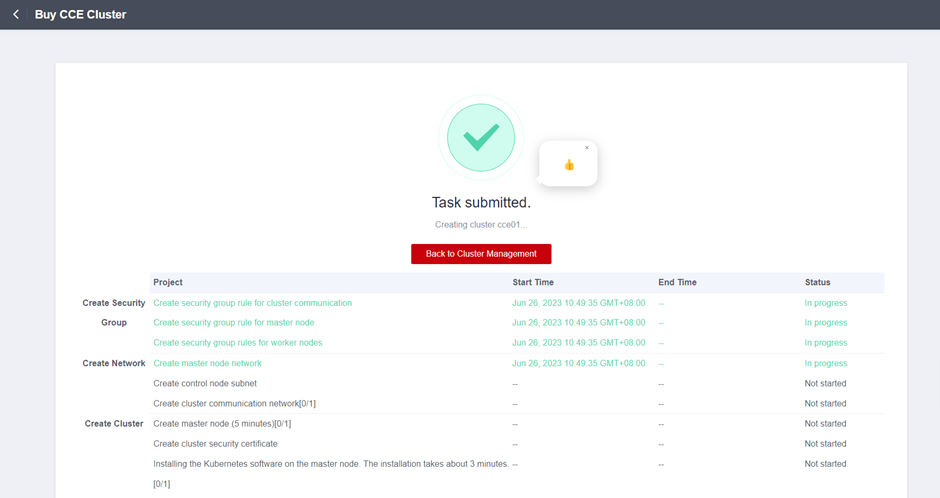 Buy CCE Cluster
×
👍
Task submitted.
Creating cluster cce01...
Back to Cluster Management
Project Start Time End Time Status
Create Security Create security group rule for cluster communication Jun 26, 2023 10:49:35 GMT+08:00 -- In progress
Group Create security group rule for master node Jun 26, 2023 10:49:35 GMT+08:00 -- In progress
Create security group rules for worker nodes Jun 26, 2023 10:49:35 GMT+08:00 -- In progress
Create Network Create master node network Jun 26, 2023 10:49:35 GMT+08:00 -- In progress
Create control node subnet -- -- Not started
Create cluster communication network[0/1] -- -- Not started
Create Cluster Create master node (5 minutes)[0/1] -- -- Not started
Create cluster security certificate -- -- Not started
Installing the Kubernetes software on the master node. The installation takes about 3 minutes. -- -- Not started
[0/1]